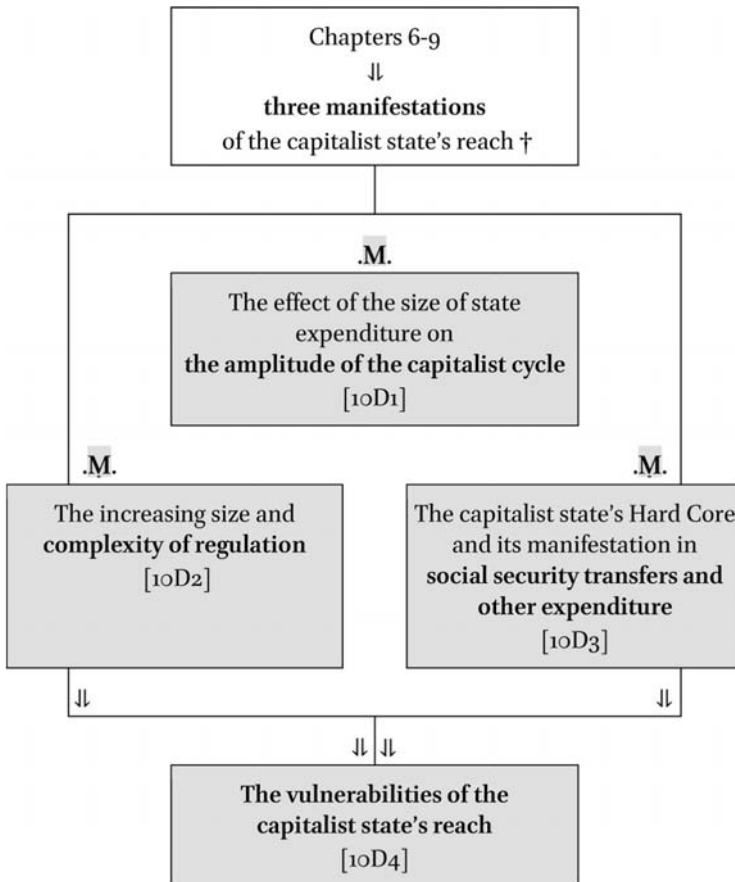 Chapters 6-9
⇓
three manifestations
of the capitalist state’s reach †
.M.
The effect of the size of state
expenditure on
the amplitude of the capitalist cycle
[10D1]
.M.
The increasing size and
complexity of regulation
[10D2]
.M.
The capitalist state’s Hard Core
and its manifestation in
social security transfers and
other expenditure
[10D3]
⇓ ⇓
⇓ ⇓
The vulnerabilities of the
capitalist state’s reach
[10D4]